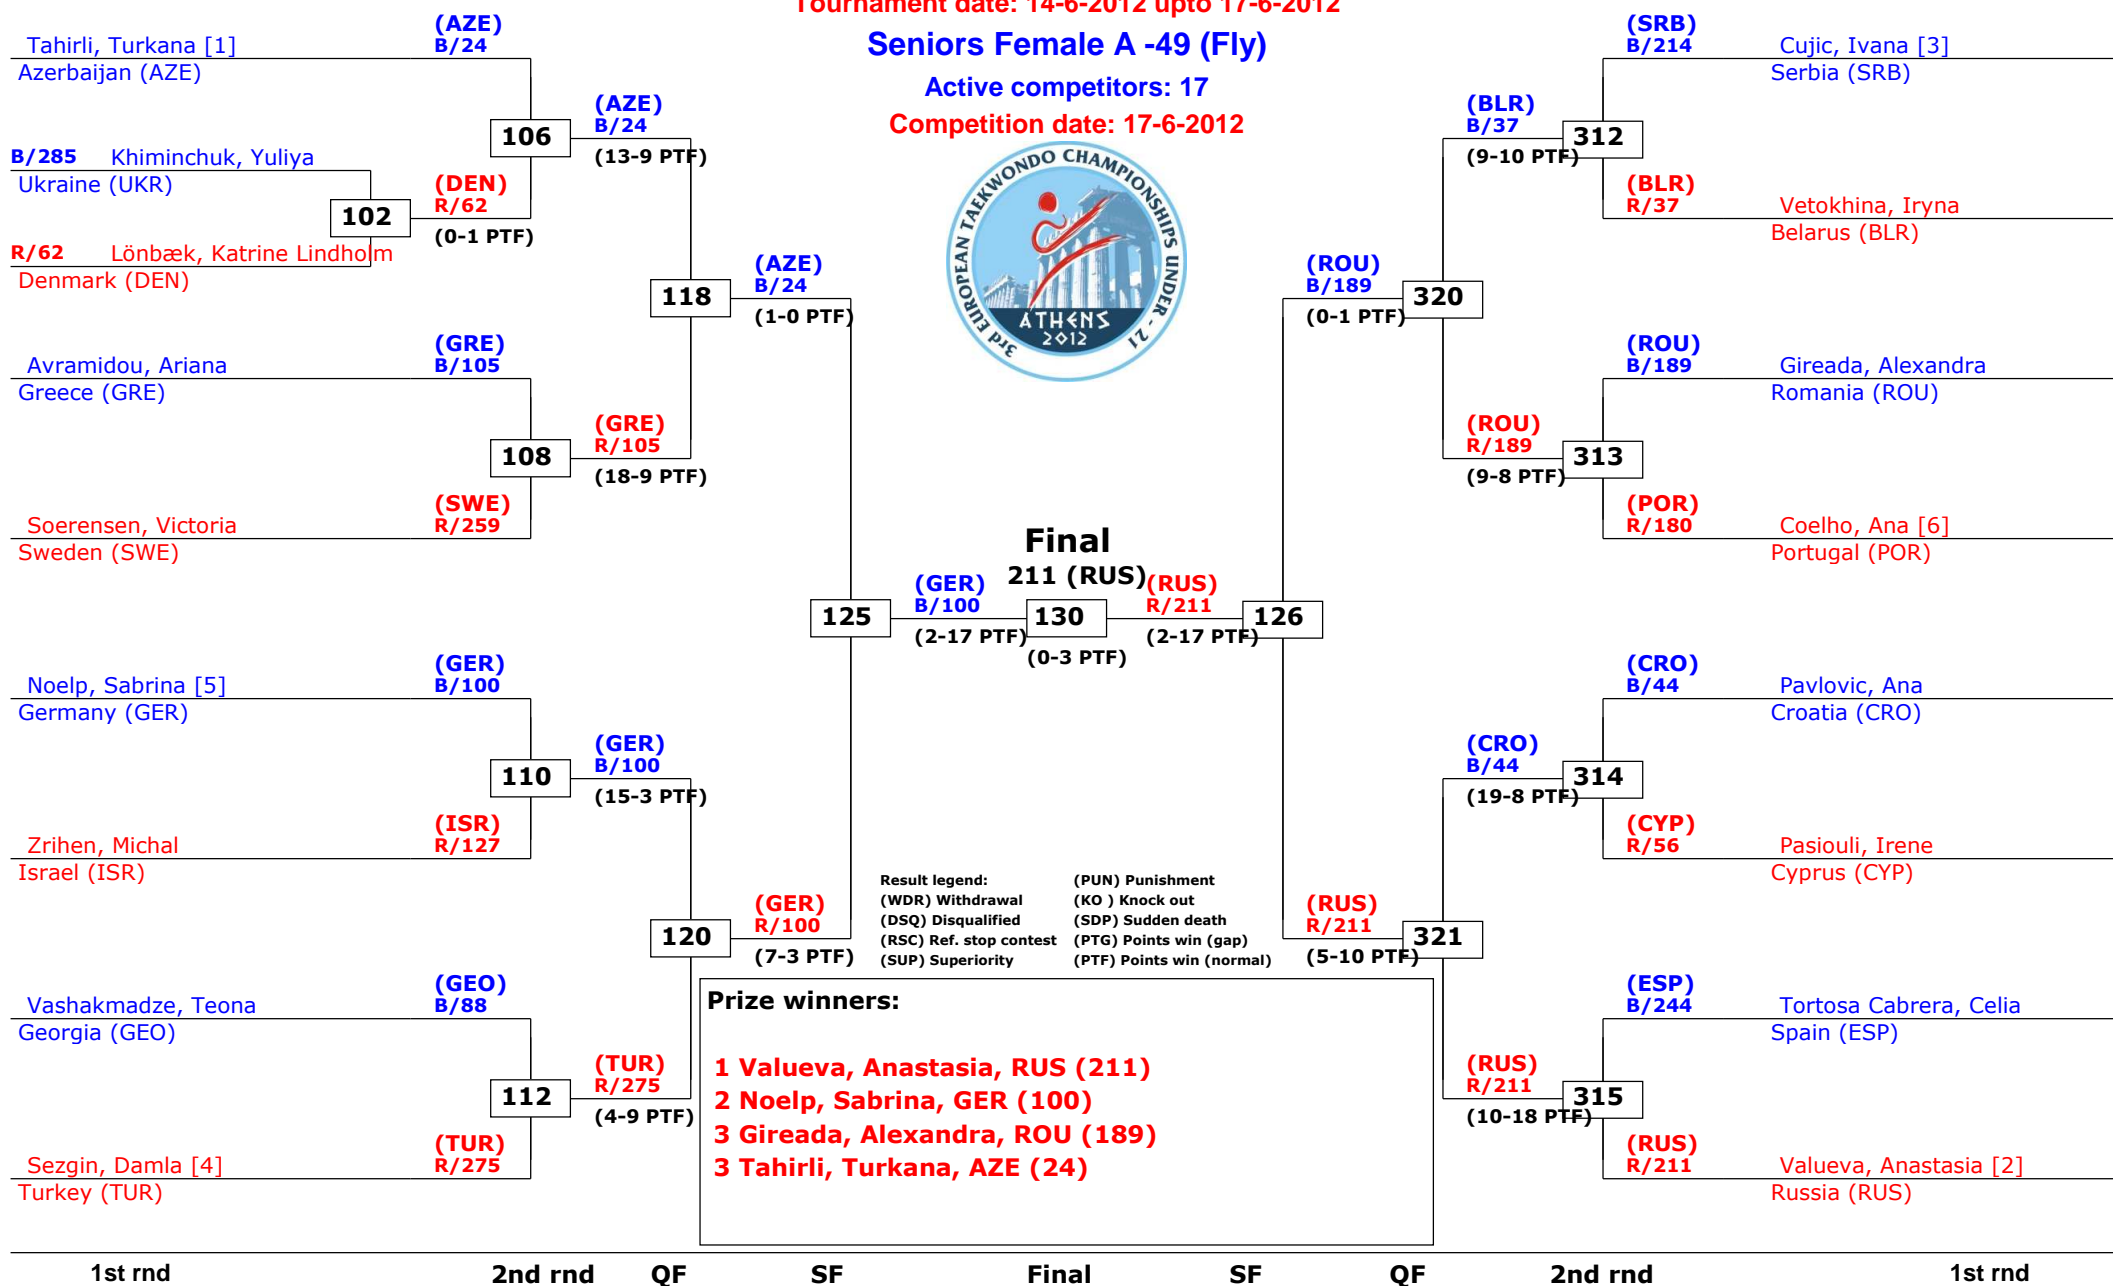 Tournament date: 14-6-2012 upto 17-6-2012
Seniors Female A -49 (Fly)
Active competitors: 17
Competition date: 17-6-2012
3rd EUROPEAN TAEKWONDO CHAMPIONSHIPS UNDER - 21
ATHENS
2012
Tahirli, Turkana [1]
Azerbaijan (AZE)
(AZE)
B/24
B/285 Khiminchuk, Yuliya
Ukraine (UKR)
102
R/62 Lönbæk, Katrine Lindholm
Denmark (DEN)
(DEN)
R/62
(0-1 PTF)
106
(AZE)
B/24
(13-9 PTF)
Avramidou, Ariana
Greece (GRE)
(GRE)
B/105
108
Soerensen, Victoria
Sweden (SWE)
(SWE)
R/259
(GRE)
R/105
(18-9 PTF)
118
(AZE)
B/24
(1-0 PTF)
Noelp, Sabrina [5]
Germany (GER)
(GER)
B/100
110
Zrihen, Michal
Israel (ISR)
(ISR)
R/127
(GER)
B/100
(15-3 PTF)
Vashakmadze, Teona
Georgia (GEO)
(GEO)
B/88
112
Sezgin, Damla [4]
Turkey (TUR)
(TUR)
R/275
(TUR)
R/275
(4-9 PTF)
120
(GER)
R/100
(7-3 PTF)
125
(GER)
B/100
(2-17 PTF)
Final
211 (RUS)
130
(0-3 PTF)
(RUS)
R/211
(2-17 PTF)
126
(ROU)
B/189
(0-1 PTF)
320
(BLR)
B/37
(9-10 PTF)
312
(SRB)
B/214
Cujic, Ivana [3]
Serbia (SRB)
(BLR)
R/37
Vetokhina, Iryna
Belarus (BLR)
(ROU)
R/189
(9-8 PTF)
313
(ROU)
B/189
Gireada, Alexandra
Romania (ROU)
(POR)
R/180
Coelho, Ana [6]
Portugal (POR)
(RUS)
R/211
(5-10 PTF)
321
(CRO)
B/44
(19-8 PTF)
314
(CRO)
B/44
Pavlovic, Ana
Croatia (CRO)
(CYP)
R/56
Pasiouli, Irene
Cyprus (CYP)
(RUS)
R/211
(10-18 PTF)
315
(ESP)
B/244
Tortosa Cabrera, Celia
Spain (ESP)
(RUS)
R/211
Valueva, Anastasia [2]
Russia (RUS)
Result legend: (PUN) Punishment
(WDR) Withdrawal (KO ) Knock out
(DSQ) Disqualified (SDP) Sudden death
(RSC) Ref. stop contest (PTG) Points win (gap)
(SUP) Superiority (PTF) Points win (normal)
Prize winners:
1 Valueva, Anastasia, RUS (211)
2 Noelp, Sabrina, GER (100)
3 Gireada, Alexandra, ROU (189)
3 Tahirli, Turkana, AZE (24)
1st rnd 2nd rnd QF SF Final SF QF 2nd rnd 1st rnd